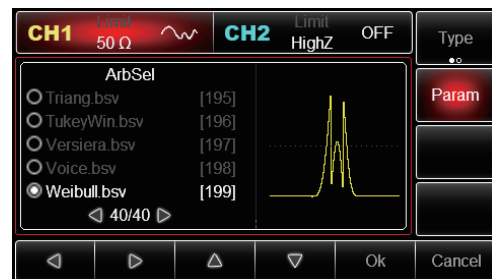 CH1 Limit 50 Ω CH2 Limit HighZ OFF
Type
ArbSel
Triang.bsv [195]
TukeyWin.bsv [196]
Versiera.bsv [197]
Voice.bsv [198]
Weibull.bsv [199]
40/40
Param
Ok Cancel